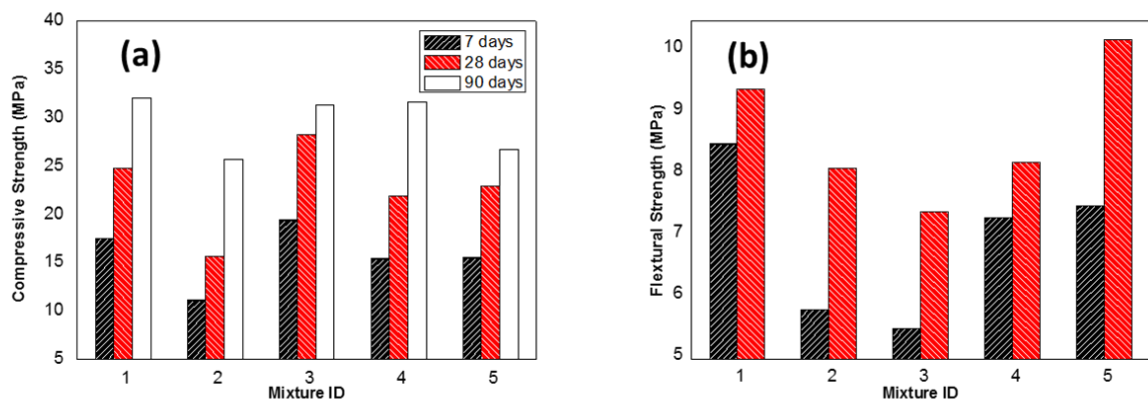 (a)
7 days
28 days
90 days
Compressive Strength (MPa)
40
35
30
25
20
15
10
5
1 2 3 4 5
Mixture ID
(b)
Flextural Strength (MPa)
10
9
8
7
6
5
1 2 3 4 5
Mixture ID